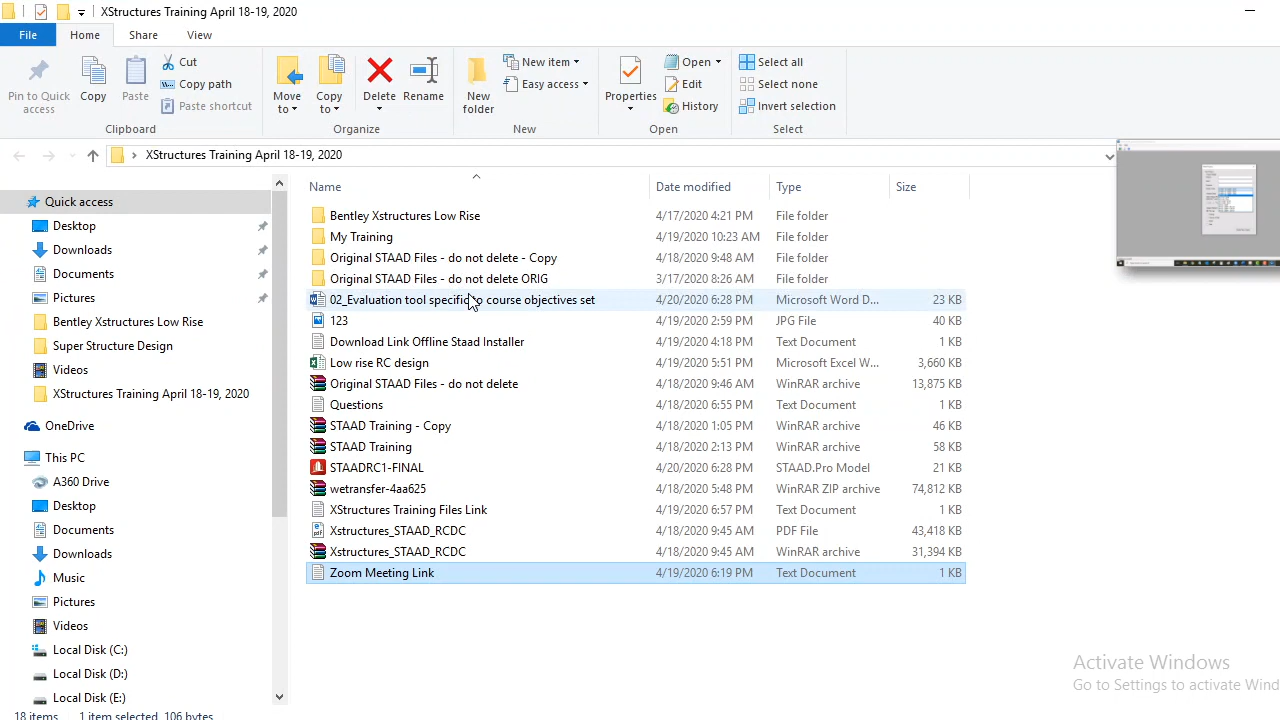 XStructures Training April 18-19, 2020
File Home Share View
Pin to Quick access
Copy
Paste
Cut
Copy path
Paste shortcut
Clipboard
Move to
Copy to
Delete
Rename
Organize
New folder
New item
Easy access
New
Properties
Open
Edit
History
Open
Select all
Select none
Invert selection
Select
XStructures Training April 18-19, 2020
Quick access
Desktop
Downloads
Documents
Pictures
Bentley Xstructures Low Rise
Super Structure Design
Videos
XStructures Training April 18-19, 2020
OneDrive
This PC
A360 Drive
Desktop
Documents
Downloads
Music
Pictures
Videos
Local Disk (C:)
Local Disk (D:)
Local Disk (E:)
Name Date modified Type Size
Bentley Xstructures Low Rise 4/17/2020 4:21 PM File folder
My Training 4/19/2020 10:23 AM File folder
Original STAAD Files - do not delete - Copy 4/18/2020 9:48 AM File folder
Original STAAD Files - do not delete ORIG 3/17/2020 8:26 AM File folder
02_Evaluation tool specific to course objectives set 4/20/2020 6:28 PM Microsoft Word D... 23 KB
123 4/19/2020 2:59 PM JPG File 40 KB
Download Link Offline Staad Installer 4/19/2020 4:18 PM Text Document 1 KB
Low rise RC design 4/19/2020 5:51 PM Microsoft Excel W... 3,660 KB
Original STAAD Files - do not delete 4/18/2020 9:46 AM WinRAR archive 13,875 KB
Questions 4/18/2020 6:55 PM Text Document 1 KB
STAAD Training - Copy 4/18/2020 1:05 PM WinRAR archive 46 KB
STAAD Training 4/18/2020 2:13 PM WinRAR archive 58 KB
STAADRC1-FINAL 4/20/2020 6:28 PM STAAD.Pro Model 21 KB
wetransfer-4aa625 4/18/2020 5:48 PM WinRAR ZIP archive 74,812 KB
XStructures Training Files Link 4/19/2020 6:57 PM Text Document 1 KB
Xstructures_STAAD_RCDC 4/18/2020 9:45 AM PDF File 43,418 KB
Xstructures_STAAD_RCDC 4/18/2020 9:45 AM WinRAR archive 31,394 KB
Zoom Meeting Link 4/19/2020 6:19 PM Text Document 1 KB
Activate Windows
Go to Settings to activate Wind
18 items 1 item selected 106 bytes